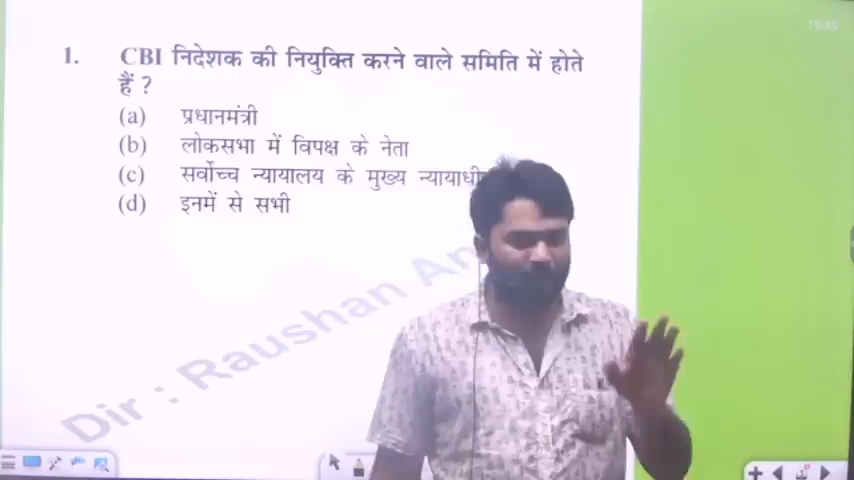 1. CBI निदेशक की नियुक्ति करने वाले समिति में होते
हैं ?
(a) प्रधानमंत्री
(b) लोकसभा में विपक्ष के नेता
(c) सर्वोच्च न्यायालय के मुख्य
(d) इनमें से सभी
Dir : Raushan